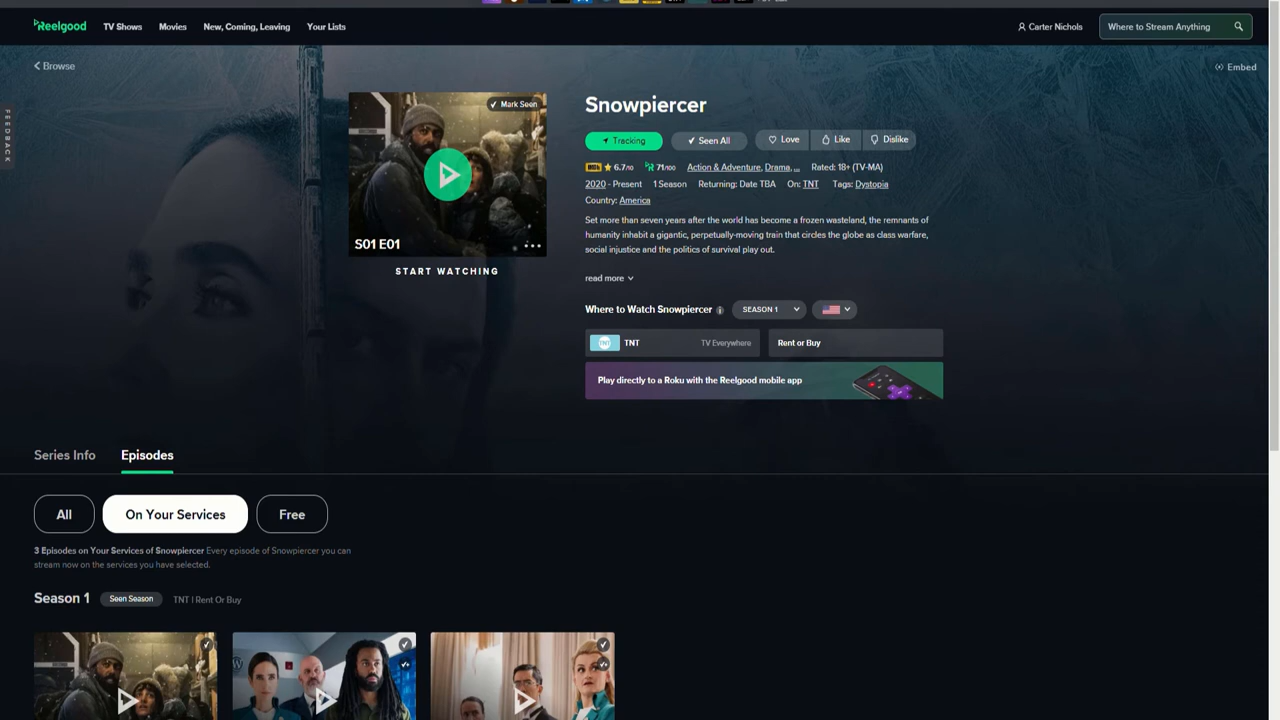 Reelgood
TV Shows
Movies
New, Coming, Leaving
Your Lists
Carter Nichols
Where to Stream Anything
Browse
Embed
FEEDBACK
Mark Seen
S01 E01
START WATCHING
Snowpiercer
Tracking
Seen All
Love
Like
Dislike
IMDb 6.7/10 71/100 Action & Adventure, Drama,... Rated: 18+ (TV-MA)
2020 - Present 1 Season Returning: Date TBA On: TNT Tags: Dystopia
Country: America
Set more than seven years after the world has become a frozen wasteland, the remnants of
humanity inhabit a gigantic, perpetually-moving train that circles the globe as class warfare,
social injustice and the politics of survival play out.
read more
Where to Watch Snowpiercer
SEASON 1
TNT TNT TV Everywhere
Rent or Buy
Play directly to a Roku with the Reelgood mobile app
Series Info
Episodes
All
On Your Services
Free
3 Episodes on Your Services of Snowpiercer Every episode of Snowpiercer you can
stream now on the services you have selected.
Season 1
Seen Season
TNT | Rent Or Buy